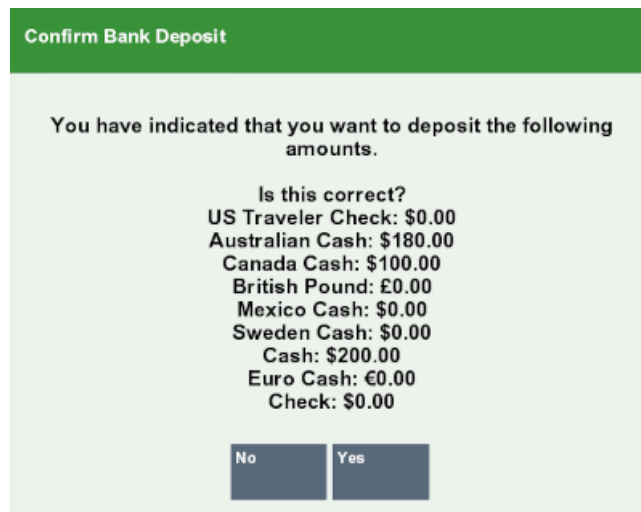 Confirm Bank Deposit
You have indicated that you want to deposit the following
amounts.
Is this correct?
US Traveler Check: $0.00
Australian Cash: $180.00
Canada Cash: $100.00
British Pound: £0.00
Mexico Cash: $0.00
Sweden Cash: $0.00
Cash: $200.00
Euro Cash: €0.00
Check: $0.00
No Yes